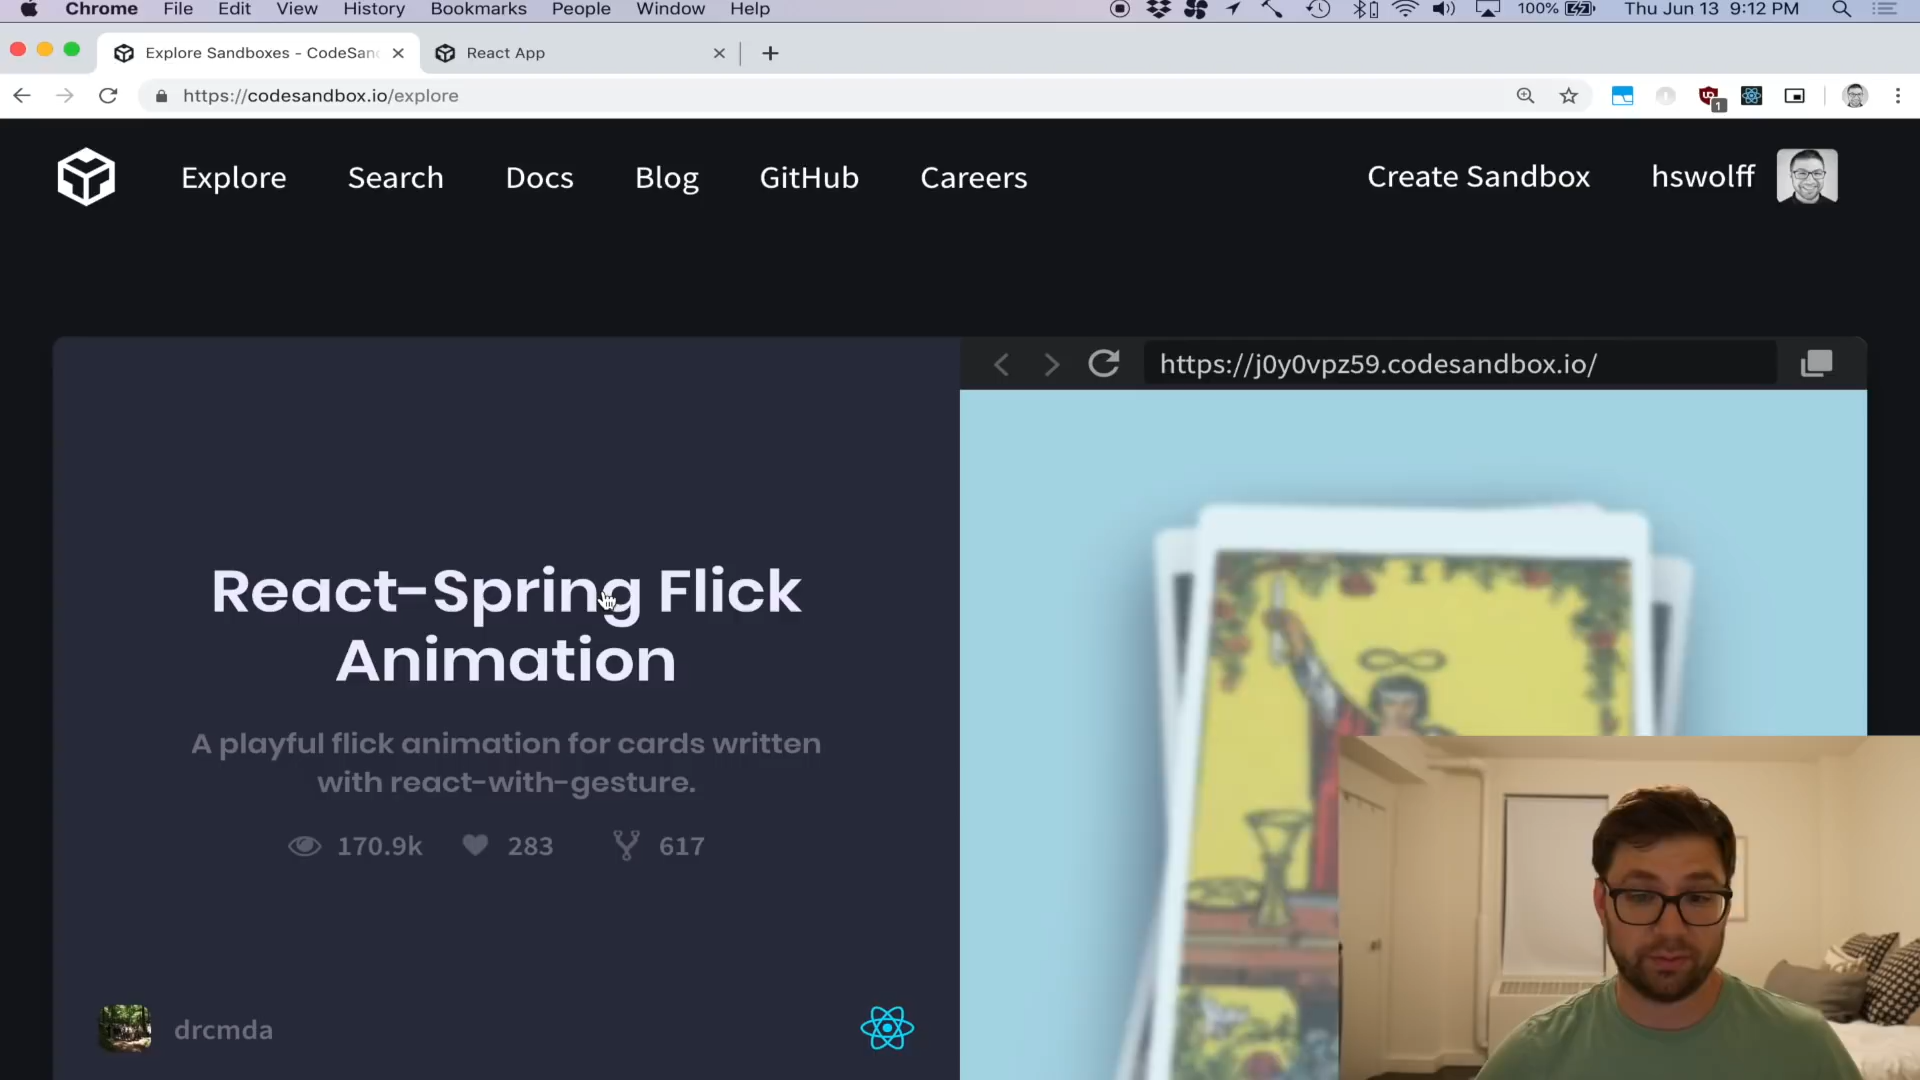 Chrome File Edit View History Bookmarks People Window Help 100% Thu Jun 13 9:12 PM
Explore Sandboxes - CodeSan
React App
https://codesandbox.io/explore
1
Explore Search Docs Blog GitHub Careers Create Sandbox hswolff
https://j0y0vpz59.codesandbox.io/
React-Spring Flick
Animation
A playful flick animation for cards written
with react-with-gesture.
170.9k 283 617
drcmda